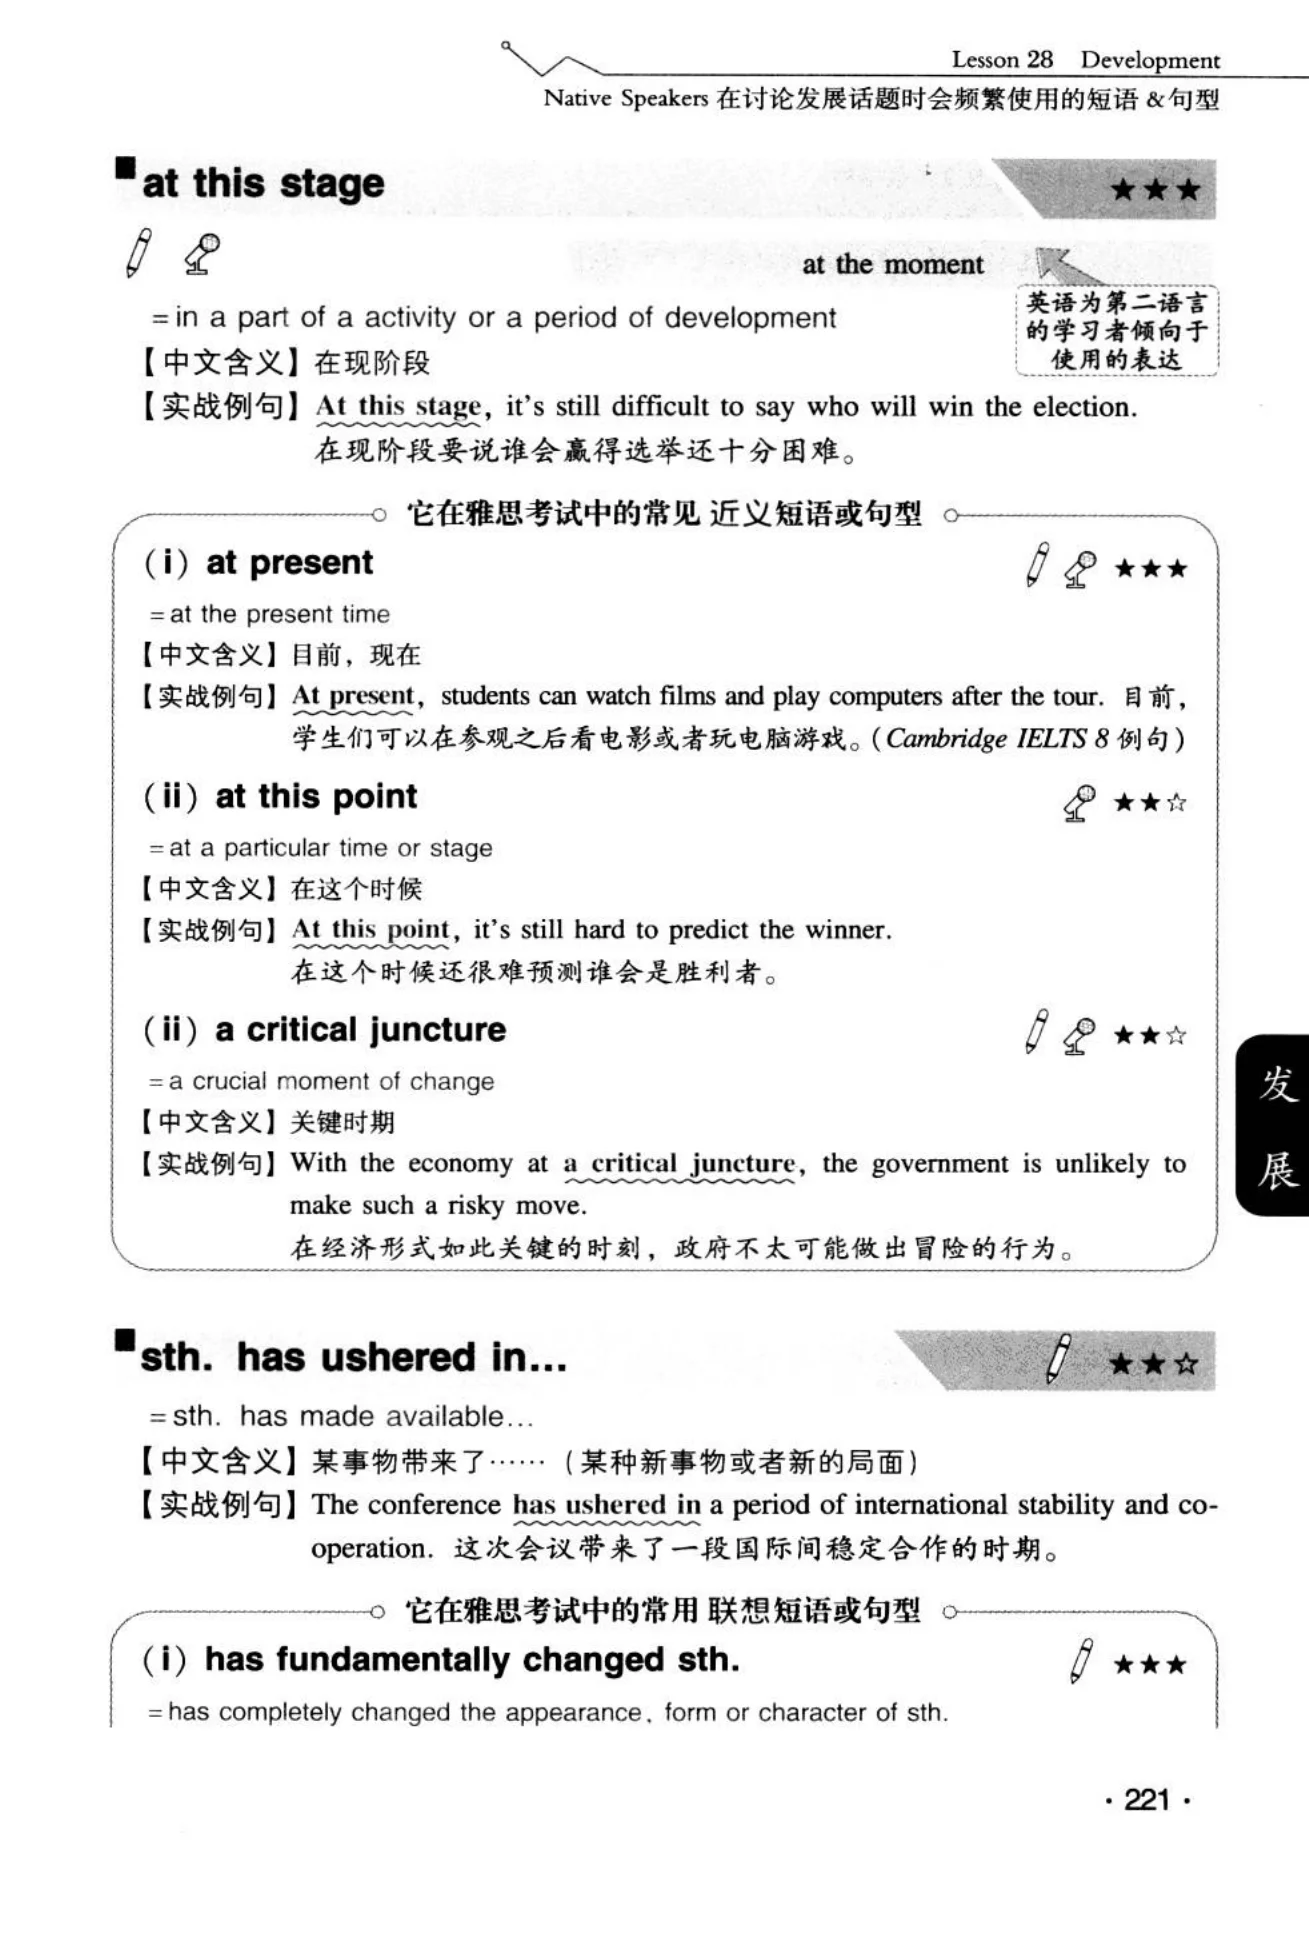 Lesson 28 Development
Native Speakers 在讨论发展话题时会频繁使用的短语 &句型
■at this stage ★★★
at the moment
英语为第二语言
的学习者倾向于
使用的表达
=in a part of a activity or a period of development
【中文含义】在现阶段
【实战例句】At this stage, it's still difficult to say who will win the election.
在现阶段要说谁会赢得选举还十分困难。
它在雅思考试中的常见 近义短语或句型
(i) at present ★★★
=at the present time
【中文含义】目前，现在
【实战例句】At present, students can watch films and play computers after the tour. 目前，
学生们可以在参观之后看电影或者玩电脑游戏。(Cambridge IELTS 8 例句)
(ii) at this point ★★☆
=at a particular time or stage
【中文含义】在这个时候
【实战例句】At this point, it's still hard to predict the winner.
在这个时候还很难预测谁会是胜利者。
(ii) a critical juncture ★★☆
=a crucial moment of change
【中文含义】关键时期
【实战例句】With the economy at a critical juncture, the government is unlikely to
make such a risky move.
在经济形式如此关键的时刻，政府不太可能做出冒险的行为。
发
展
■sth. has ushered in... ★★☆
=sth. has made available...
【中文含义】某事物带来了……（某种新事物或者新的局面）
【实战例句】The conference has ushered in a period of international stability and co-
operation. 这次会议带来了一段国际间稳定合作的时期。
它在雅思考试中的常用 联想短语或句型
(i) has fundamentally changed sth. ★★★
=has completely changed the appearance, form or character of sth.
· 221 ·